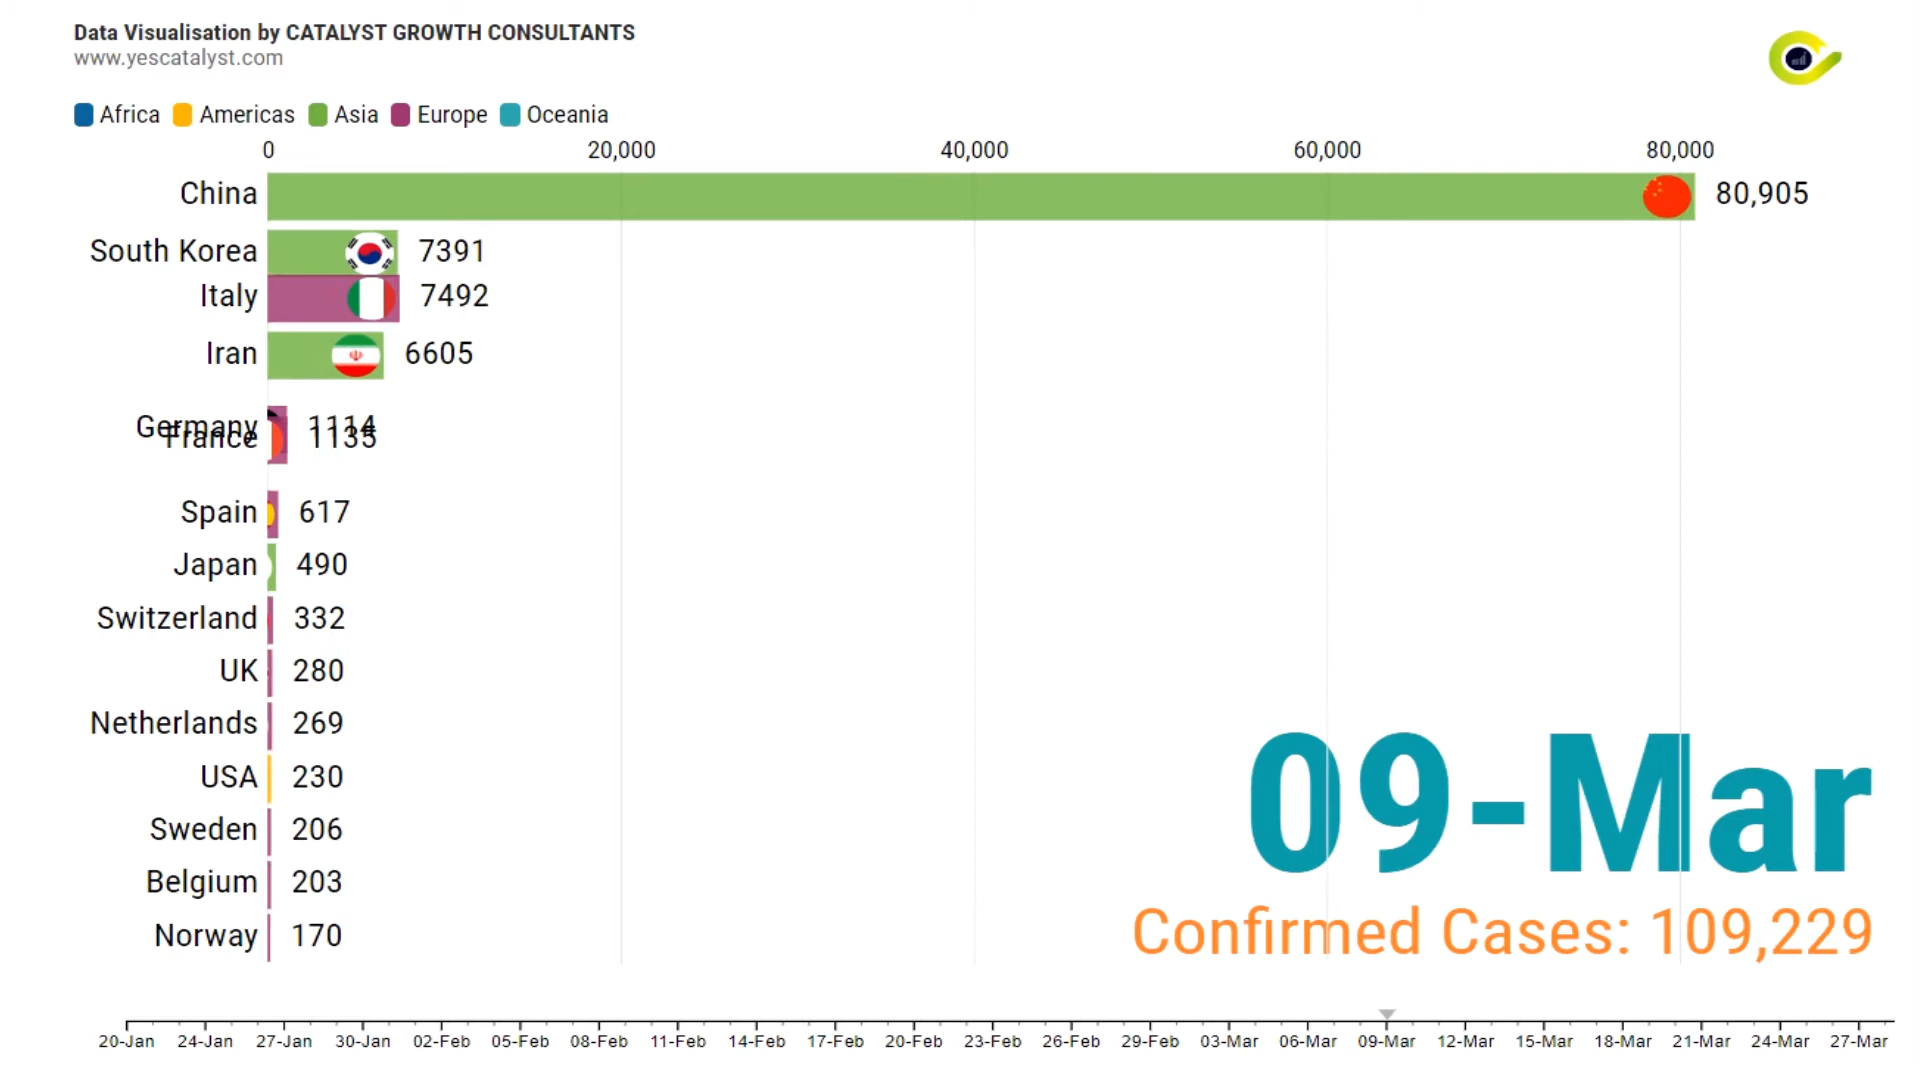 Data Visualisation by CATALYST GROWTH CONSULTANTS
www.yescatalyst.com
Africa Americas Asia Europe Oceania
0 20,000 40,000 60,000 80,000
China 80,905
South Korea 7391
Italy 7492
Iran 6605
Germany 1114
France 1135
Spain 617
Japan 490
Switzerland 332
UK 280
Netherlands 269
USA 230
Sweden 206
Belgium 203
Norway 170
09-Mar
Confirmed Cases: 109,229
20-Jan 24-Jan 27-Jan 30-Jan 02-Feb 05-Feb 08-Feb 11-Feb 14-Feb 17-Feb 20-Feb 23-Feb 26-Feb 29-Feb 03-Mar 06-Mar 09-Mar 12-Mar 15-Mar 18-Mar 21-Mar 24-Mar 27-Mar